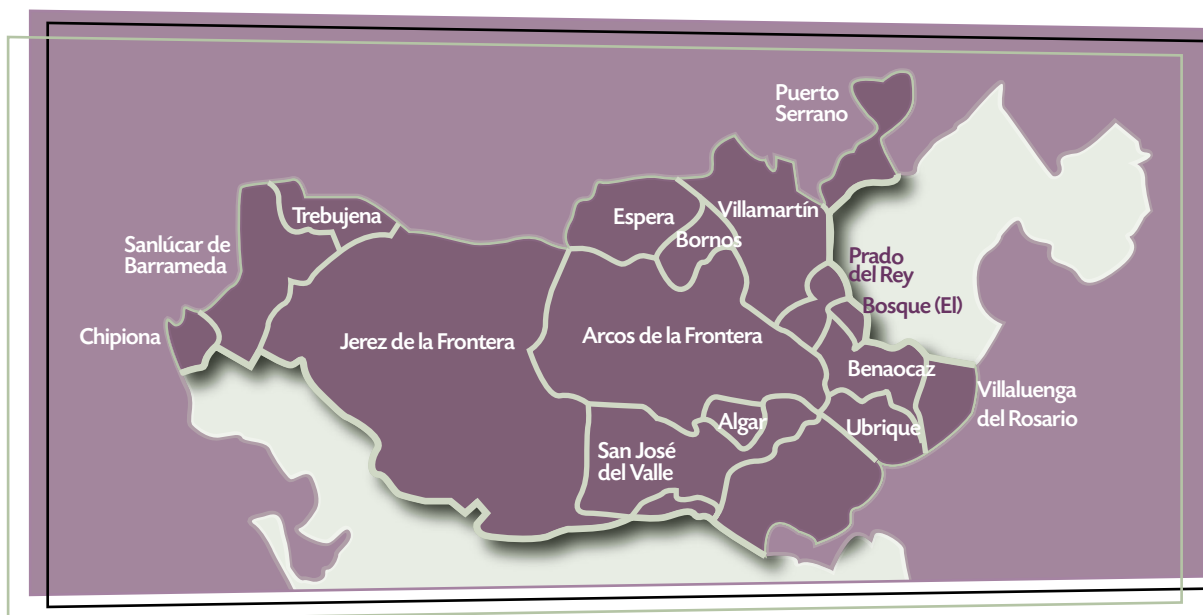 Puerto
Serrano
Trebujena
Espera
Villamartín
Sanlúcar de
Barrameda
Bornos
Prado
del Rey
Bosque (El)
Chipiona
Jerez de la Frontera
Arcos de la Frontera
Benaocaz
Villaluenga
del Rosario
Algar
Ubrique
San José
del Valle